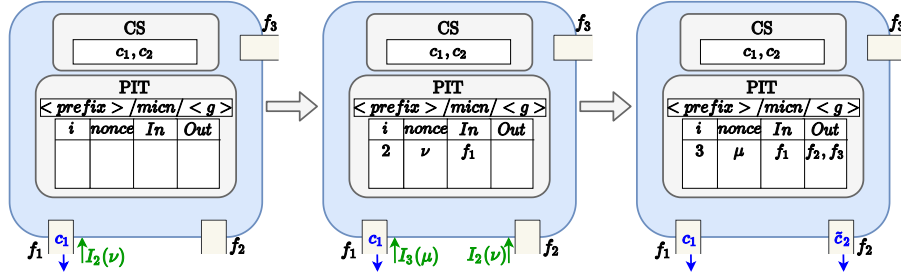 CS
f₃
c₁, c₂
PIT
< prefix > /micn/ < g >
i nonce In Out
f₁ c₁ I₂(ν) f₂
CS
f₃
c₁, c₂
PIT
< prefix > /micn/ < g >
i nonce In Out
2 ν f₁
f₁ c₁ I₃(μ) I₂(ν) f₂
CS
f₃
c₁, c₂
PIT
< prefix > /micn/ < g >
i nonce In Out
3 μ f₁ f₂, f₃
f₁ c₁ c̃₂ f₂